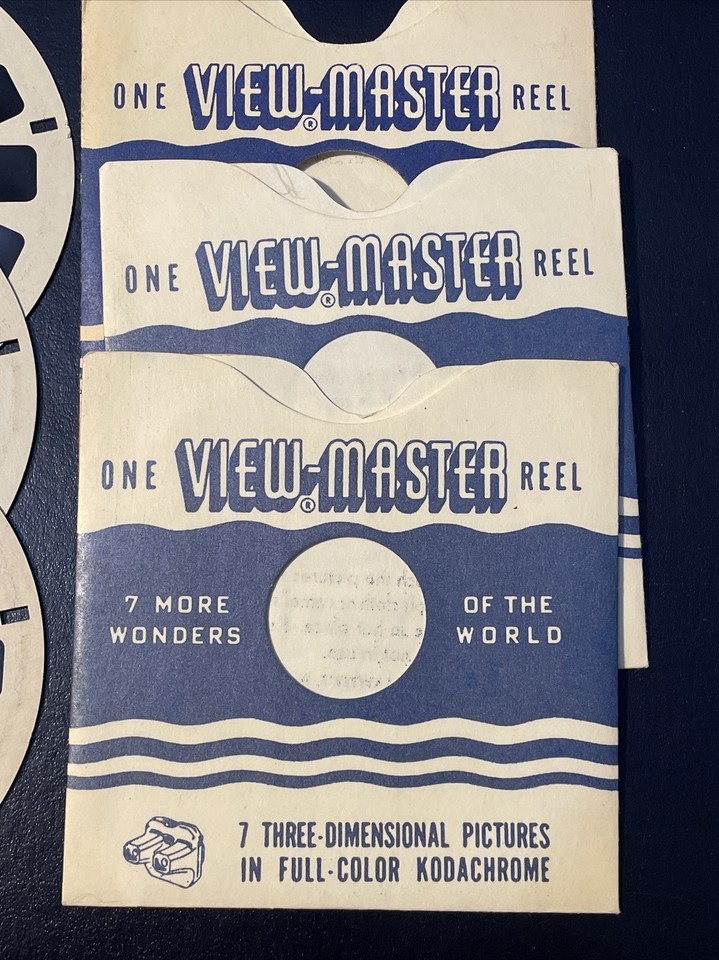 ONE VIEW-MASTER® REEL
ONE VIEW-MASTER® REEL
ONE VIEW-MASTER® REEL
7 MORE WONDERS
OF THE WORLD
7 THREE-DIMENSIONAL PICTURES
IN FULL-COLOR KODACHROME